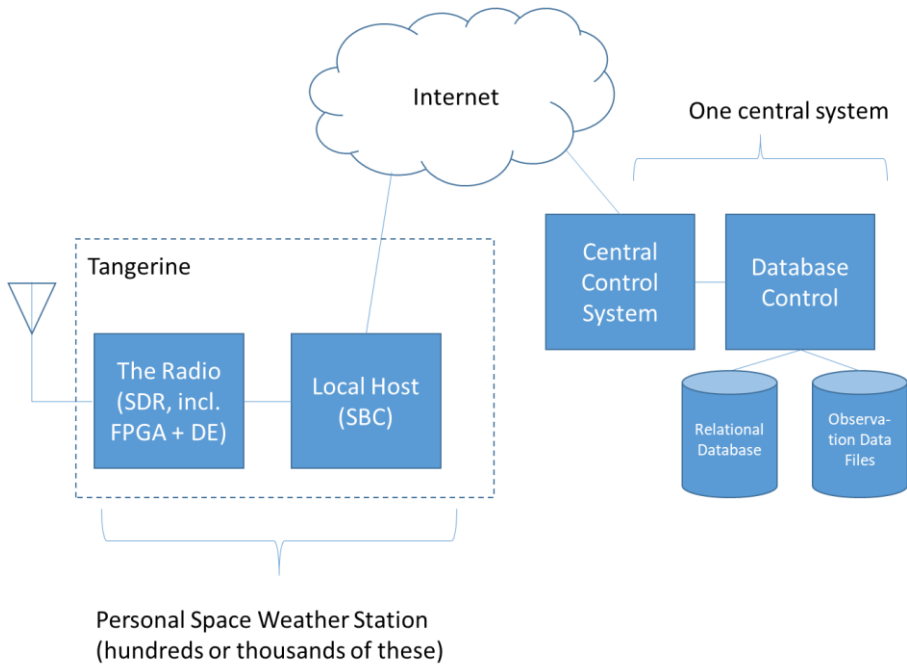 Internet
One central system
Central
Control
System
Database
Control
Tangerine
The Radio
(SDR, incl.
FPGA + DE)
Local Host
(SBC)
Relational
Database
Observa-
tion Data
Files
Personal Space Weather Station
(hundreds or thousands of these)